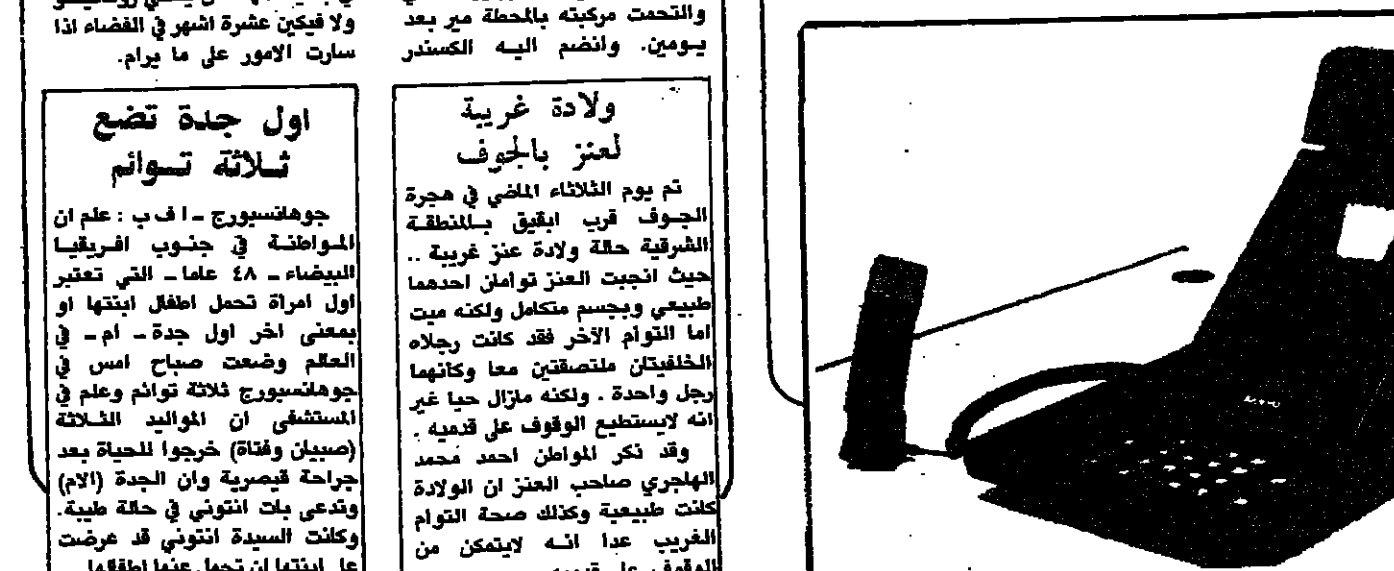 ولا فيكين عشرة اشهر في الفضاء اذا
سارت الامور على ما يرام.
والتحمت مركبته بالمحطة مير بعد
يومين. وانضم اليه الكسندر
ولادة غريبة
لعنز بالجوف
تم يوم الثلاثاء الماضي في هجرة
الجوف قرب ابقيق بالمنطقة
الشرقية حالة ولادة عنز غريبة ..
حيث انجبت العنز توامان احدهما
طبيعي وبجسم متكامل ولكنه ميت
اما التوام الآخر فقد كانت رجلاه
الخلفيتان ملتصقتين معا وكانهما
رجل واحدة . ولكنه مازال حيا غير
انه لايستطيع الوقوف على قدميه .
وقد ذكر المواطن احمد محمد
الهاجري صاحب العنز ان الولادة
كانت طبيعية وكذلك صحة التوام
الغريب عدا انه لايتمكن من
الوقوف على
اول جدة تضع
ثلاثة توائم
جوهانسبورج ـ ا ف ب : علم ان
المواطنة في جنوب افريقيا
البيضاء ـ ٤٨ عاما ـ التي تعتبر
اول امراة تحمل اطفال ابنتها او
بمعنى اخر اول جدة ـ ام ـ في
العالم وضعت صباح امس في
جوهانسبورج ثلاثة توائم وعلم في
المستشفى ان المواليد الثلاثة
(صبيان وفتاة) خرجوا للحياة بعد
جراحة قيصرية وان الجدة (الام)
وتدعى بات انتوني في حالة طيبة.
وكانت السيدة انتوني قد عرضت
على ابنتها ان تحمل عنها اطفالها